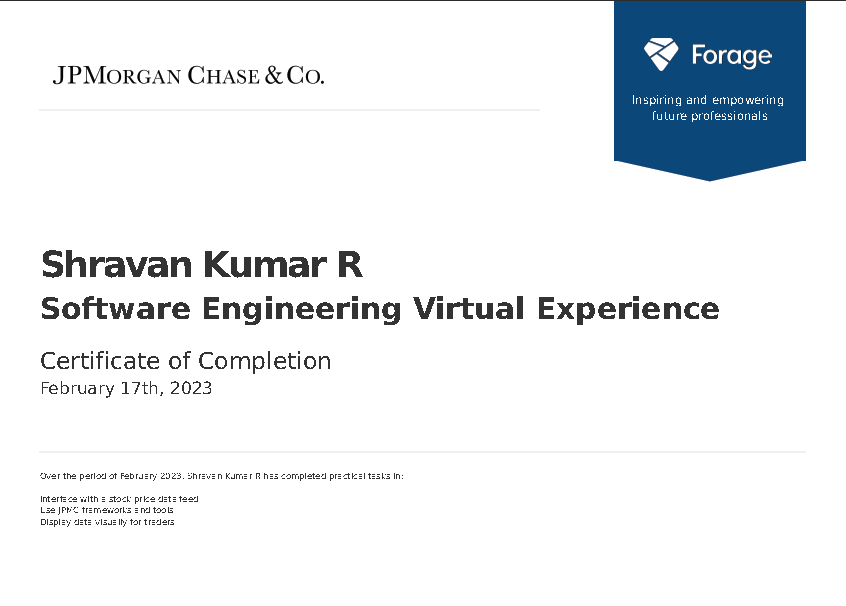 JPMORGAN CHASE & CO.
Forage
Inspiring and empowering
future professionals
Shravan Kumar R
Software Engineering Virtual Experience
Certificate of Completion
February 17th, 2023
Over the period of February 2023, Shravan Kumar R has completed practical tasks in:
Interface with a stock price data feed
Use JPMC frameworks and tools
Display data visually for traders